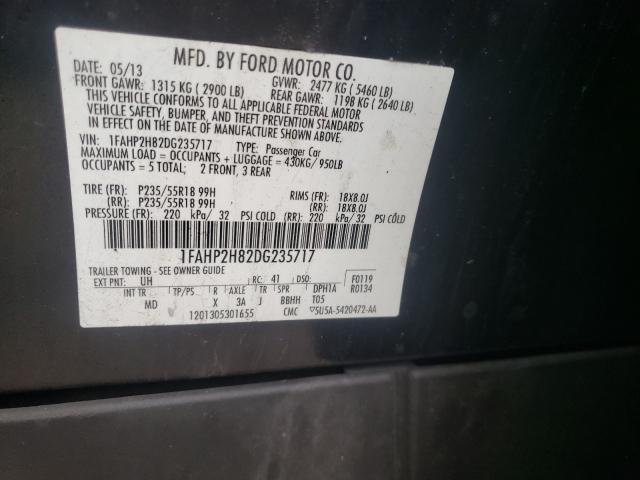 MFD. BY FORD MOTOR CO.
DATE: 05/13 GVWR: 2477 KG ( 5460 LB)
FRONT GAWR: 1315 KG ( 2900 LB) REAR GAWR: 1198 KG ( 2640 LB)
THIS VEHICLE CONFORMS TO ALL APPLICABLE FEDERAL MOTOR
VEHICLE SAFETY, BUMPER, AND THEFT PREVENTION STANDARDS
IN EFFECT ON THE DATE OF MANUFACTURE SHOWN ABOVE.
VIN: 1FAHP2H82DG235717 TYPE: Passenger Car
MAXIMUM LOAD = OCCUPANTS + LUGGAGE = 430KG/950LB
OCCUPANTS = 5 TOTAL; 2 FRONT, 3 REAR
TIRE (FR): P235/55R18 99H RIMS (FR): 18X8.0J
(RR): P235/55R18 99H (RR): 18X8.0J
PRESSURE (FR): 220 kPa/ 32 PSI COLD (RR): 220 kPa/ 32 PSI COLD
1FAHP2H82DG235717
TRAILER TOWING - SEE OWNER GUIDE
EXT PNT: UH RC: 41 DSO: F0119
INT TR TP/PS R AXLE TR SPR DPH1A R0134
MD X 3A J BBHH T05
1201305301655 CMC ▽5U5A-5420472-AA